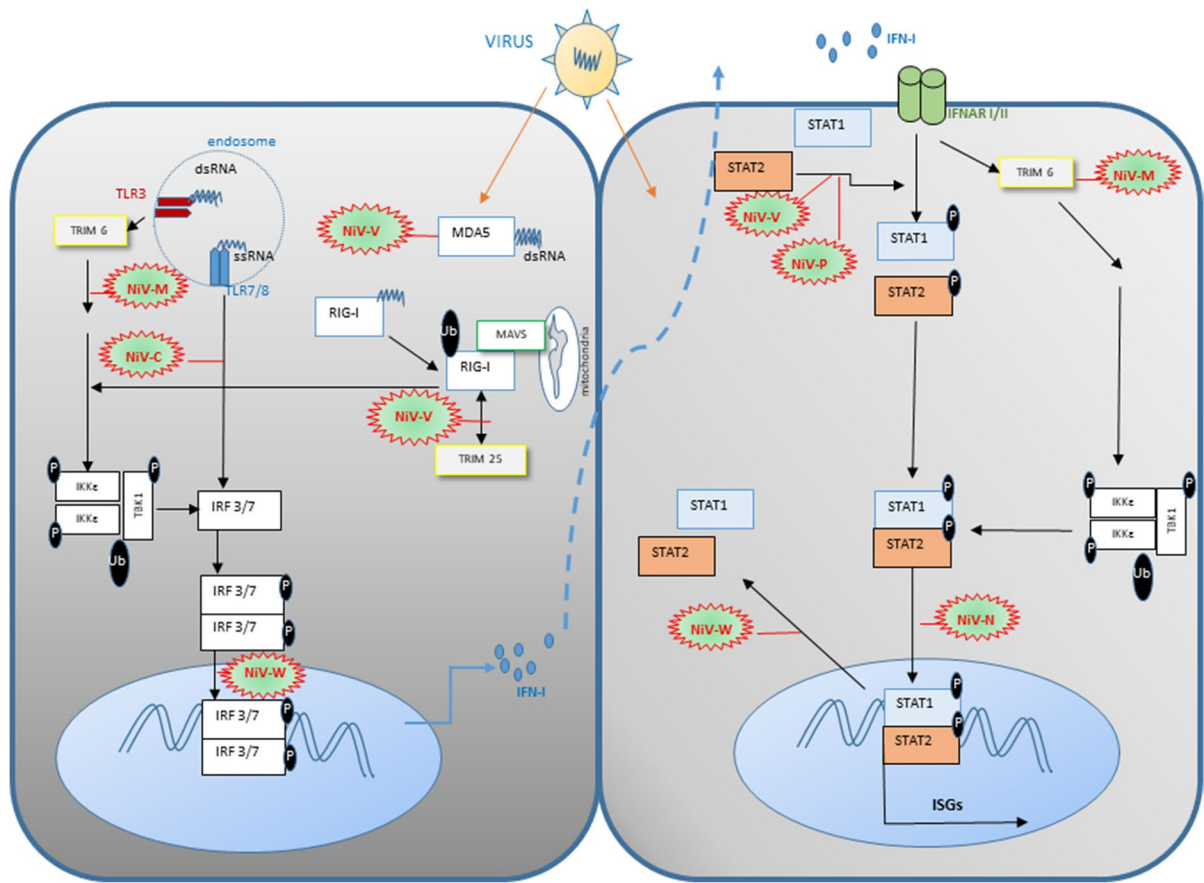 VIRUS
IFN-I
IFNAR I/II
endosome
dsRNA
TLR3
TRIM 6
ssRNA
TLR7/8
NiV-M
NiV-C
NiV-V
MDA5
dsRNA
RIG-I
Ub
MAVS
RIG-I
mitochondria
NiV-V
TRIM 25
P
P
IKKε
IKKε
TBK1
P
Ub
IRF 3/7
IRF 3/7
P
IRF 3/7
P
NiV-W
IRF 3/7
P
IRF 3/7
P
IFN-I
STAT1
STAT2
NiV-V
NiV-P
TRIM 6
NiV-M
P
STAT1
P
STAT2
STAT1
STAT2
P
STAT1
P
STAT2
P
P
IKKε
IKKε
TBK1
P
Ub
NiV-W
NiV-N
P
STAT1
P
STAT2
ISGs